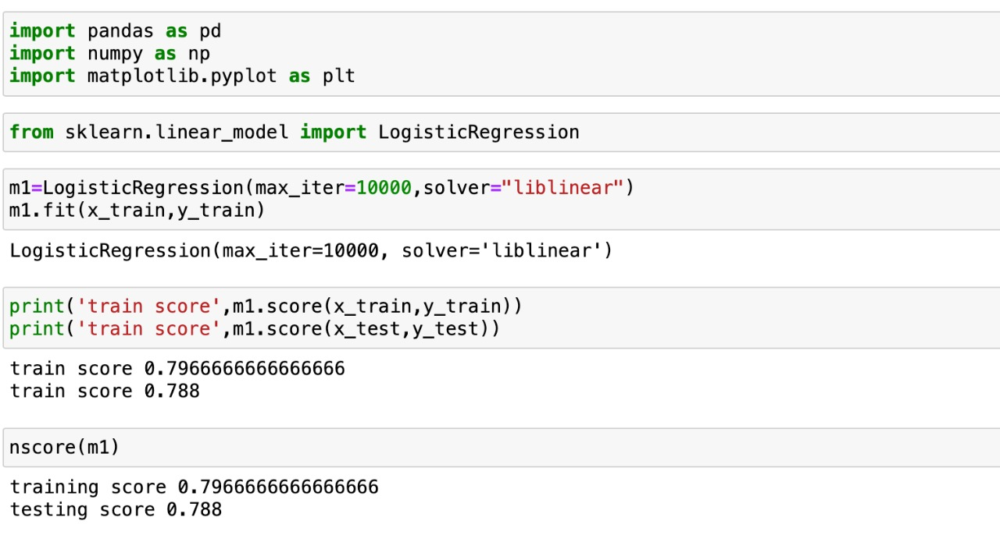 import pandas as pd
import numpy as np
import matplotlib.pyplot as plt
from sklearn.linear_model import LogisticRegression
m1=LogisticRegression(max_iter=10000,solver="liblinear")
m1.fit(x_train,y_train)
LogisticRegression(max_iter=10000, solver='liblinear')
print('train score',m1.score(x_train,y_train))
print('train score',m1.score(x_test,y_test))
train score 0.7966666666666666
train score 0.788
nscore(m1)
training score 0.7966666666666666
testing score 0.788